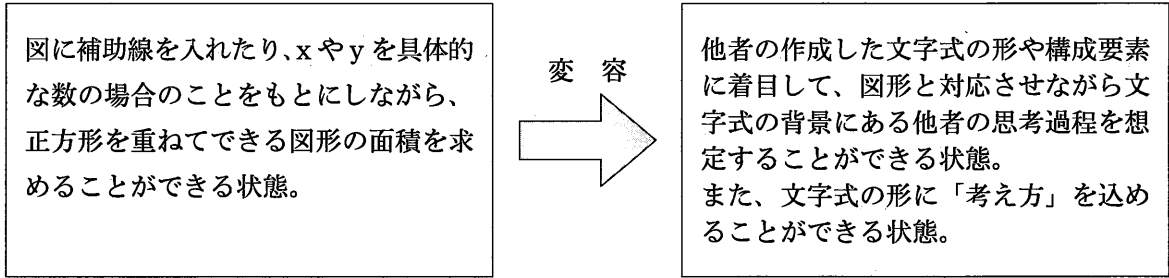 図に補助線を入れたり、xやyを具体的
な数の場合のことをもとにしながら、
正方形を重ねてできる図形の面積を求
めることができる状態。
変 容
他者の作成した文字式の形や構成要素
に着目して、図形と対応させながら文
字式の背景にある他者の思考過程を想
定することができる状態。
また、文字式の形に「考え方」を込め
ることができる状態。